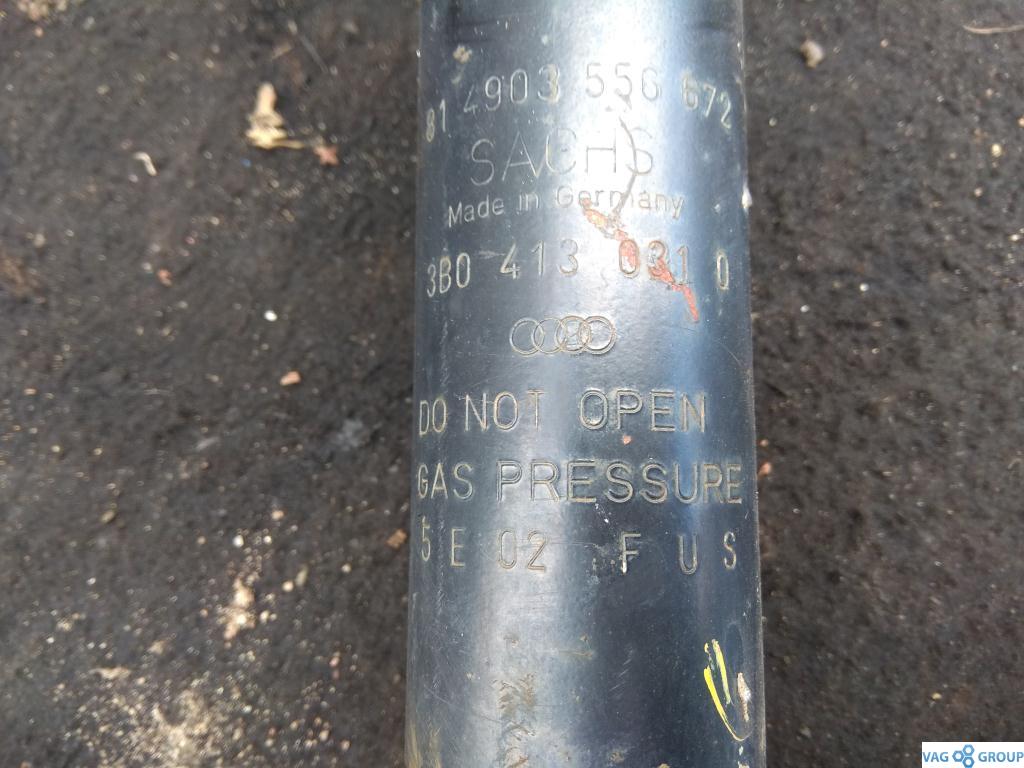 81 4903 556 672
SACHS
Made in Germany
3B0 413 031 Q
DO NOT OPEN
GAS PRESSURE
5 E 02 F U S
VAG GROUP